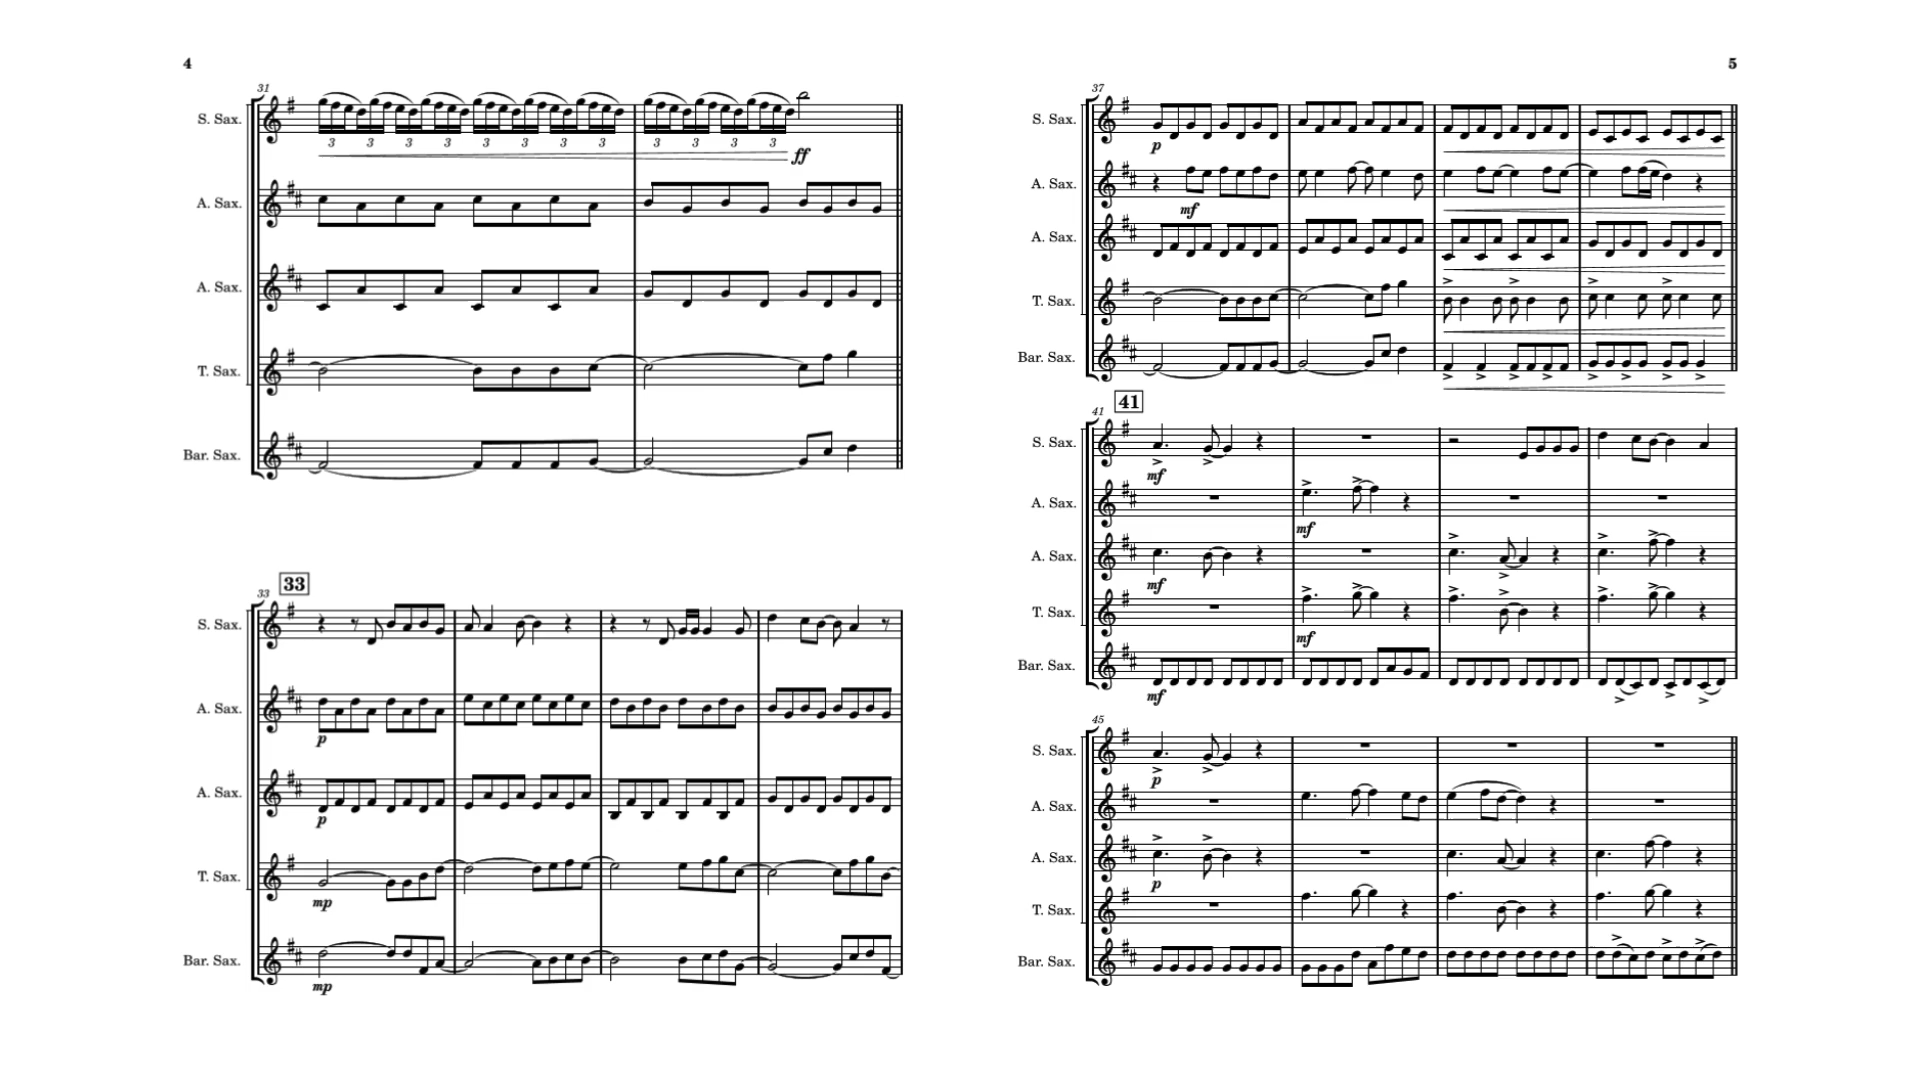 4
31
S. Sax.
3 3 3 3 3 3 3 3 3 3 3 3
ff
A. Sax.
A. Sax.
T. Sax.
Bar. Sax.
33
33
S. Sax.
A. Sax.
p
A. Sax.
p
T. Sax.
mp
Bar. Sax.
mp
5
37
S. Sax.
p
A. Sax.
mf
A. Sax.
T. Sax.
Bar. Sax.
41
41
S. Sax.
mf
A. Sax.
mf
A. Sax.
mf
T. Sax.
mf
Bar. Sax.
mf
45
S. Sax.
p
A. Sax.
A. Sax.
p
T. Sax.
Bar. Sax.